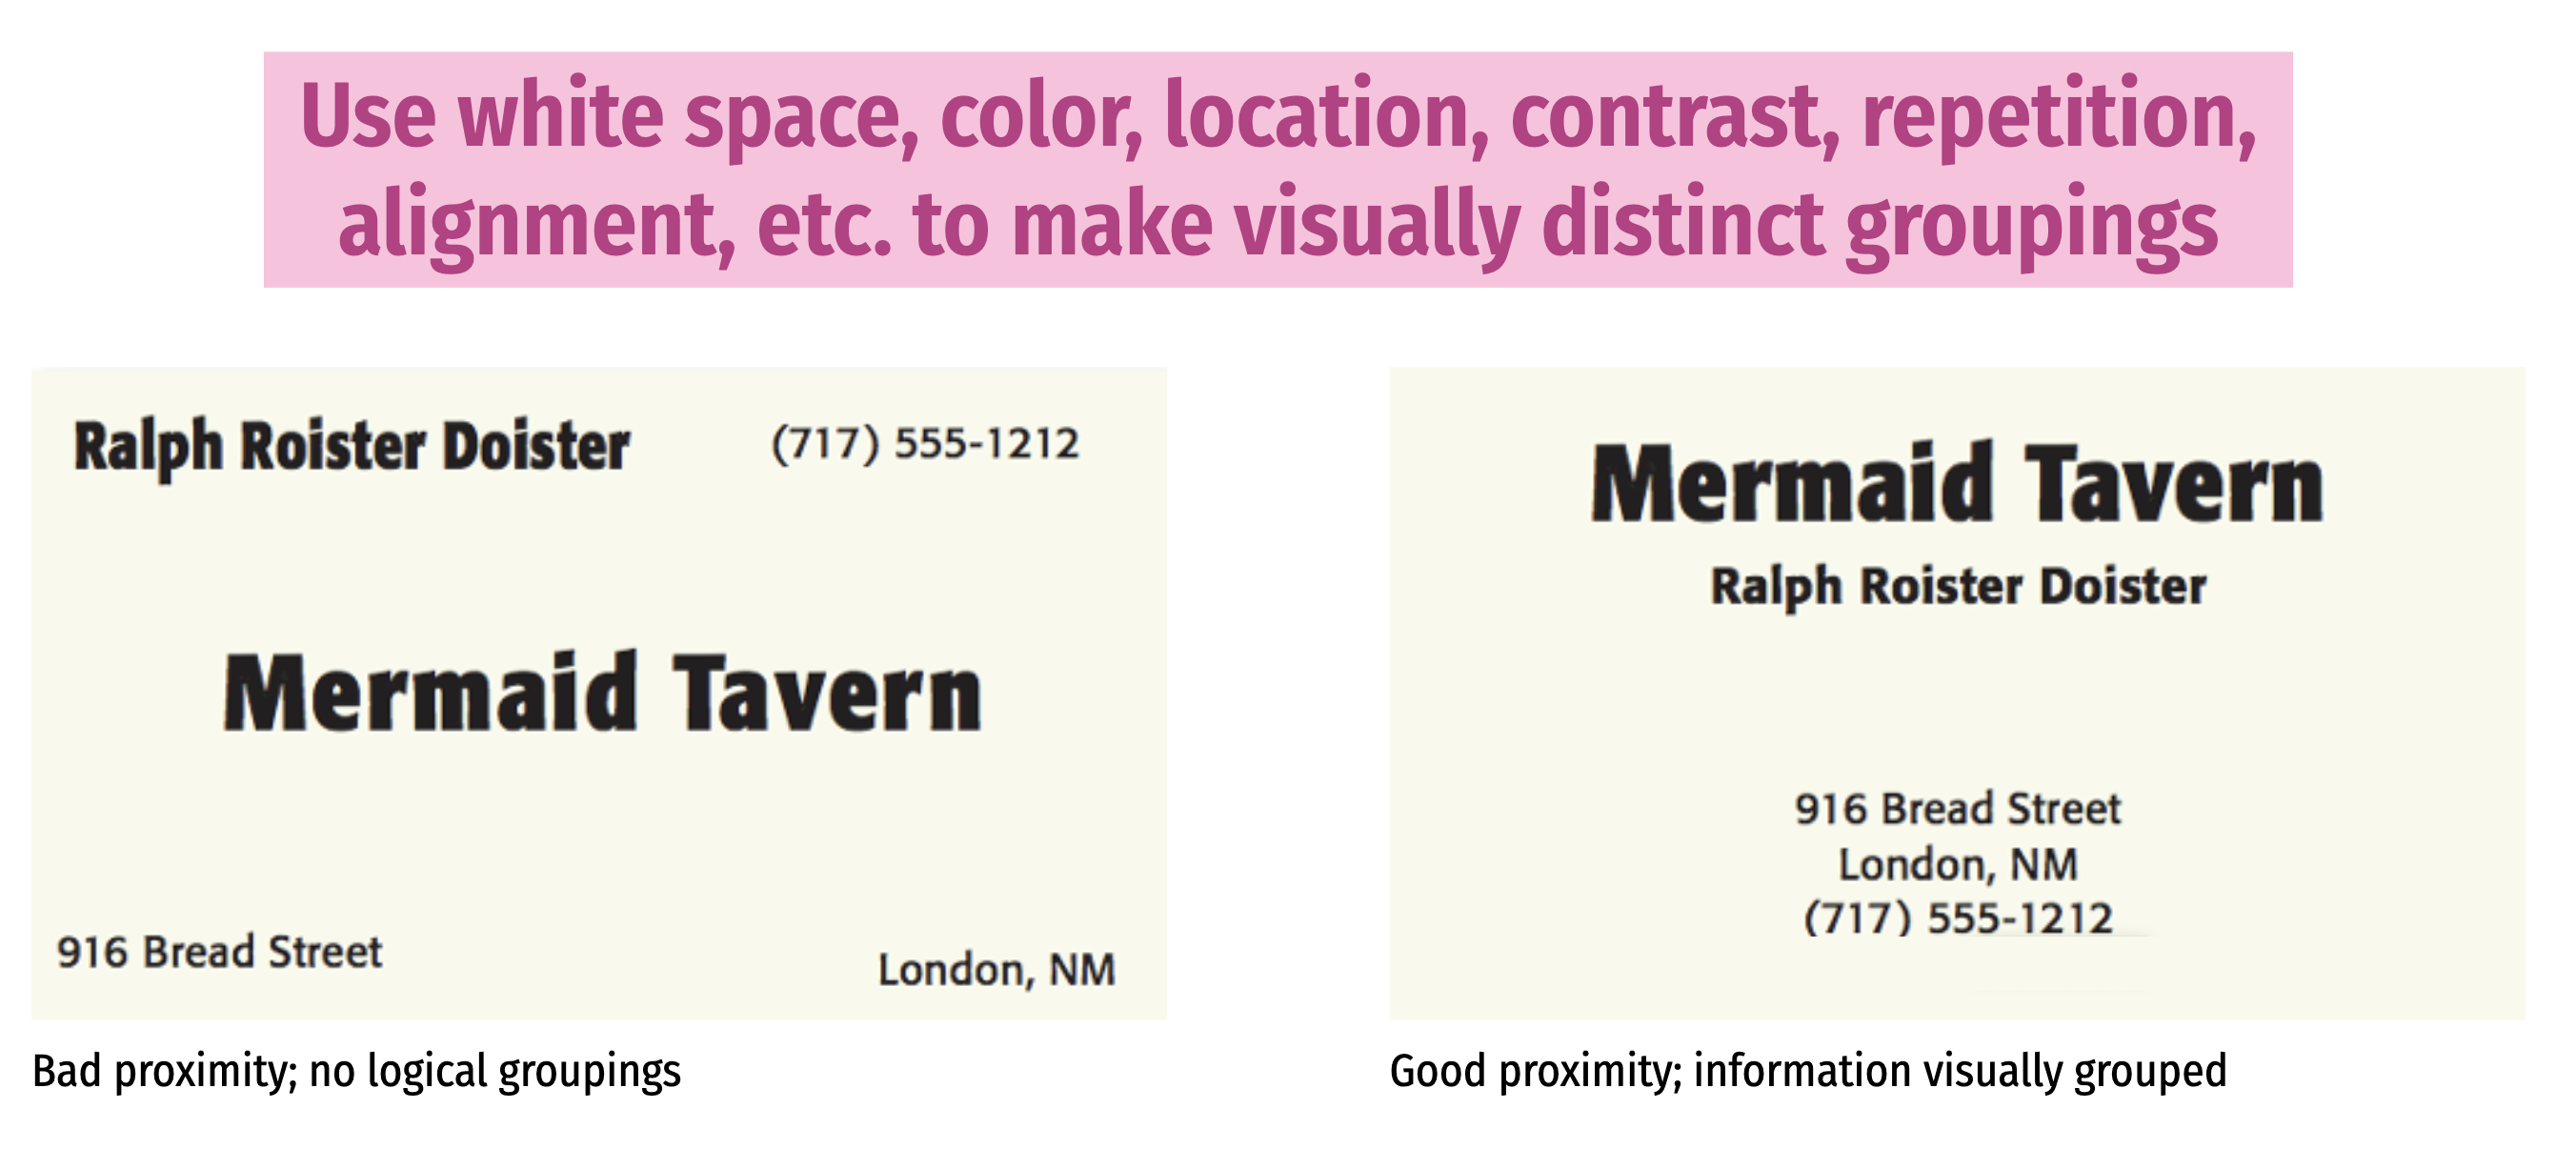 Use white space, color, location, contrast, repetition,
alignment, etc. to make visually distinct groupings
Ralph Roister Doister (717) 555-1212
Mermaid Tavern
916 Bread Street London, NM
Bad proximity; no logical groupings
Mermaid Tavern
Ralph Roister Doister
916 Bread Street
London, NM
(717) 555-1212
Good proximity; information visually grouped